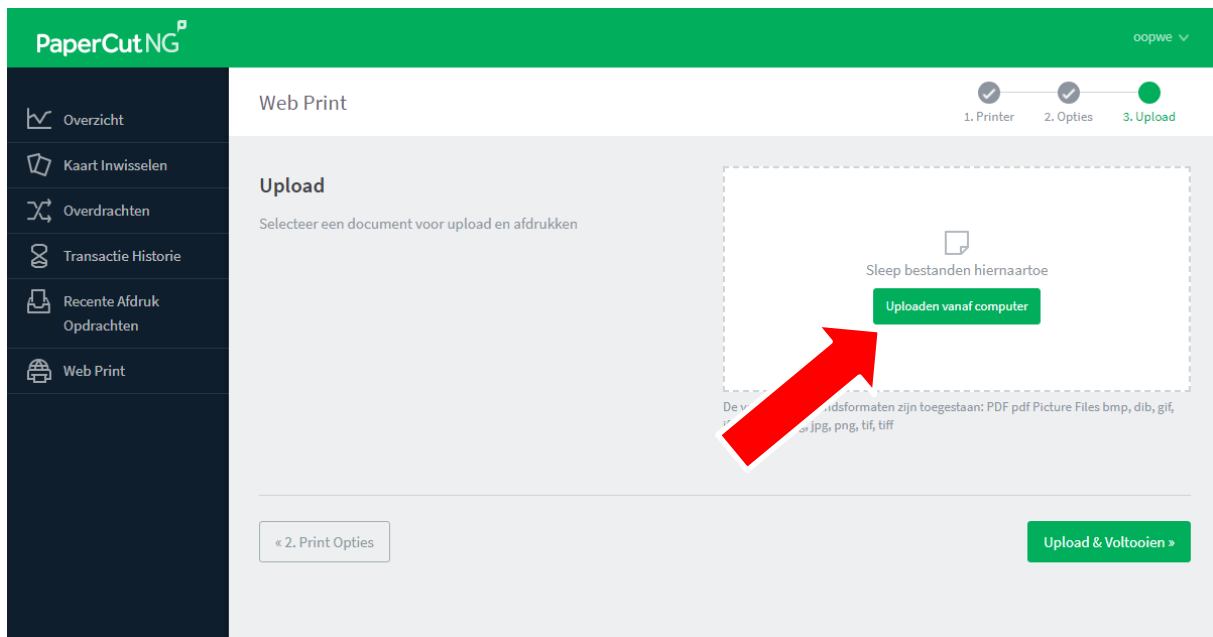 PaperCut NG
oopwe
Overzicht
Kaart Inwisselen
Overdrachten
Transactie Historie
Recente Afdruk
Opdrachten
Web Print
Web Print
1. Printer
2. Opties
3. Upload
Upload
Selecteer een document voor upload en afdrukken
Sleep bestanden hiernaartoe
Uploaden vanaf computer
De zijn toegestaan: PDF pdf Picture Files bmp, dib, gif,
jpg, png, tif, tiff
« 2. Print Opties
Upload & Voltooien »